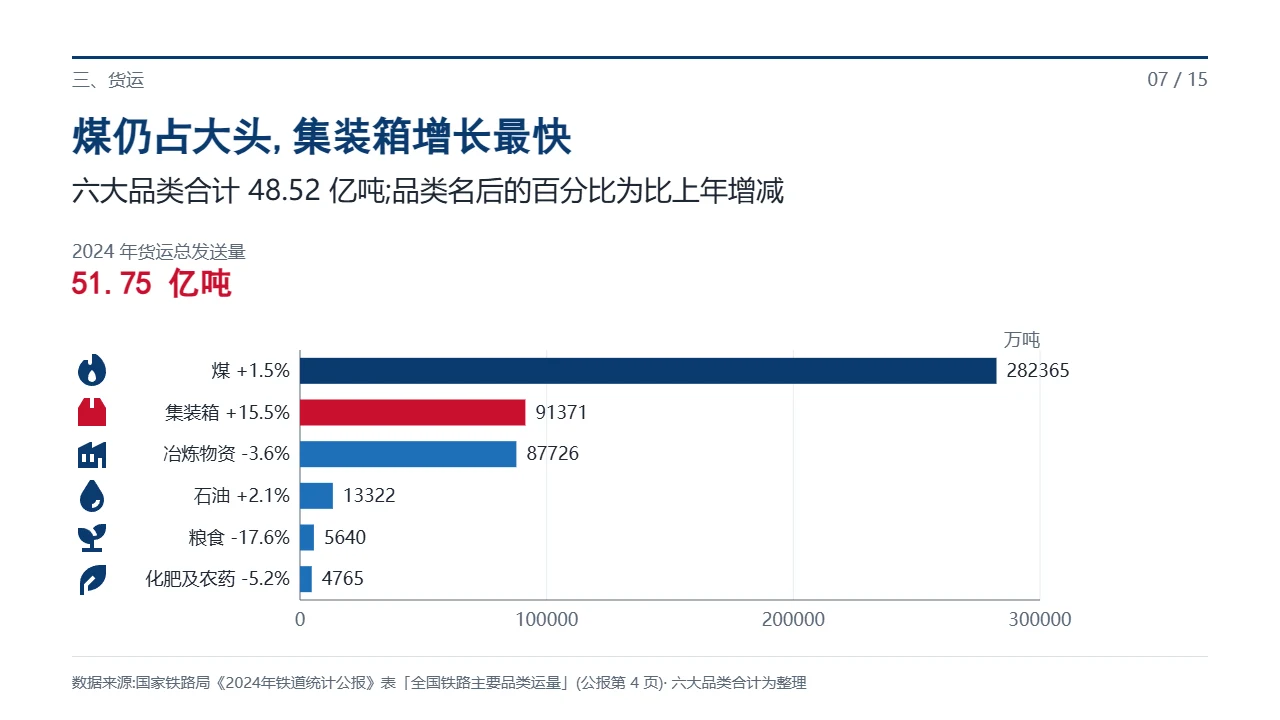 三、货运
07 / 15
煤仍占大头,集装箱增长最快
六大品类合计 48.52 亿吨;品类名后的百分比为比上年增减
2024 年货运总发送量
51.75 亿吨
万吨
煤 +1.5% 282365
集装箱 +15.5% 91371
冶炼物资 -3.6% 87726
石油 +2.1% 13322
粮食 -17.6% 5640
化肥及农药 -5.2% 4765
0 100000 200000 300000
数据来源:国家铁路局《2024年铁道统计公报》表「全国铁路主要品类运量」(公报第 4 页)· 六大品类合计为整理